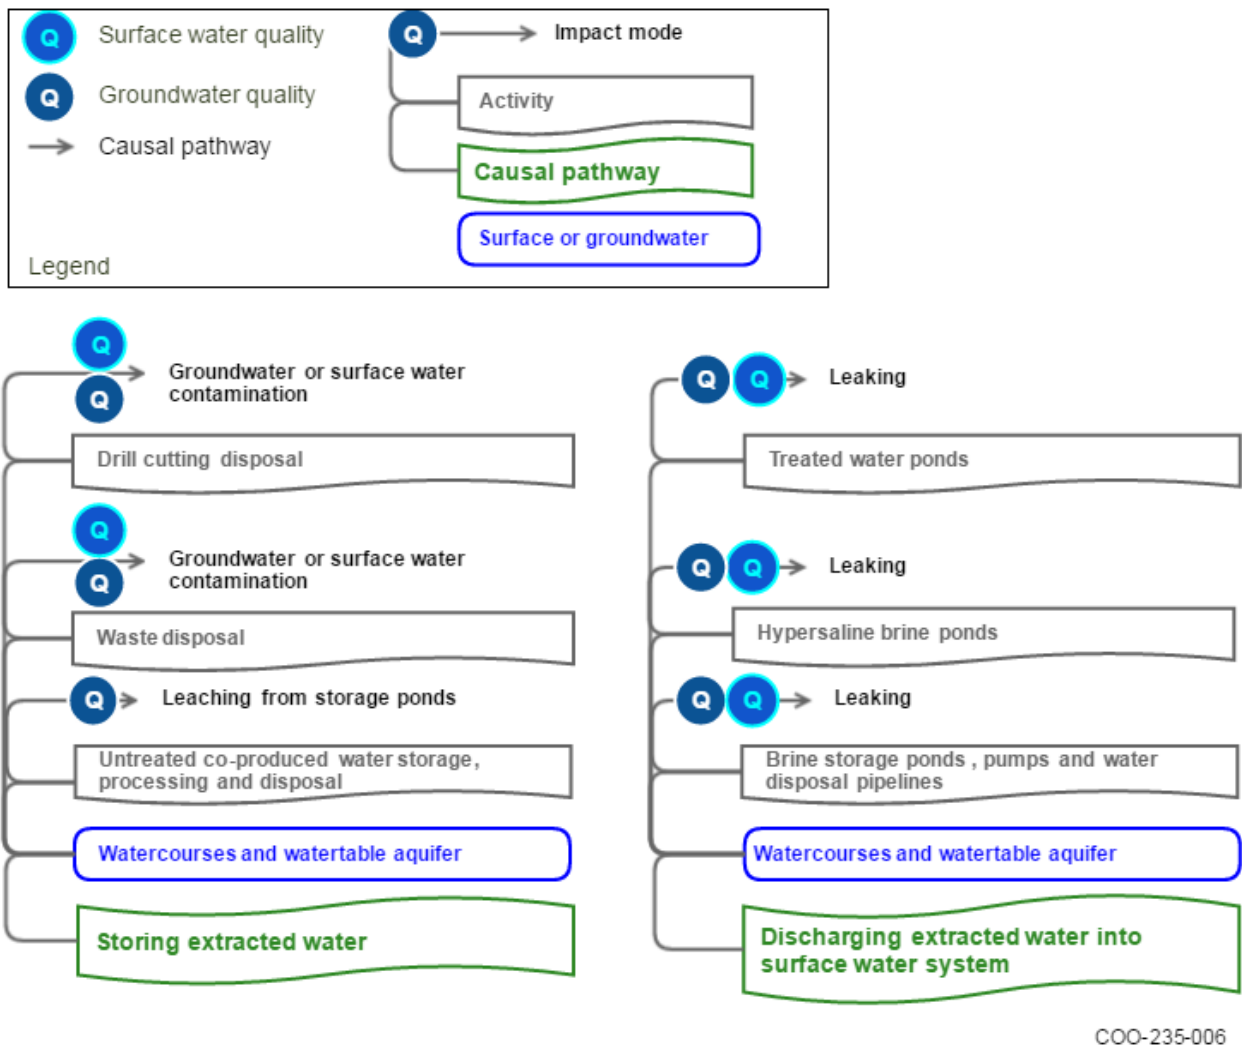 Q Surface water quality
Q Groundwater quality
Causal pathway
Legend
Q Impact mode
Activity
Causal pathway
Surface or groundwater
Q
Q
Groundwater or surface water
contamination
Drill cutting disposal
Q
Q
Groundwater or surface water
contamination
Waste disposal
Q Leaching from storage ponds
Untreated co-produced water storage,
processing and disposal
Watercourses and watertable aquifer
Storing extracted water
Q Q Leaking
Treated water ponds
Q Q Leaking
Hypersaline brine ponds
Q Q Leaking
Brine storage ponds , pumps and water
disposal pipelines
Watercourses and watertable aquifer
Discharging extracted water into
surface water system
COO-235-006